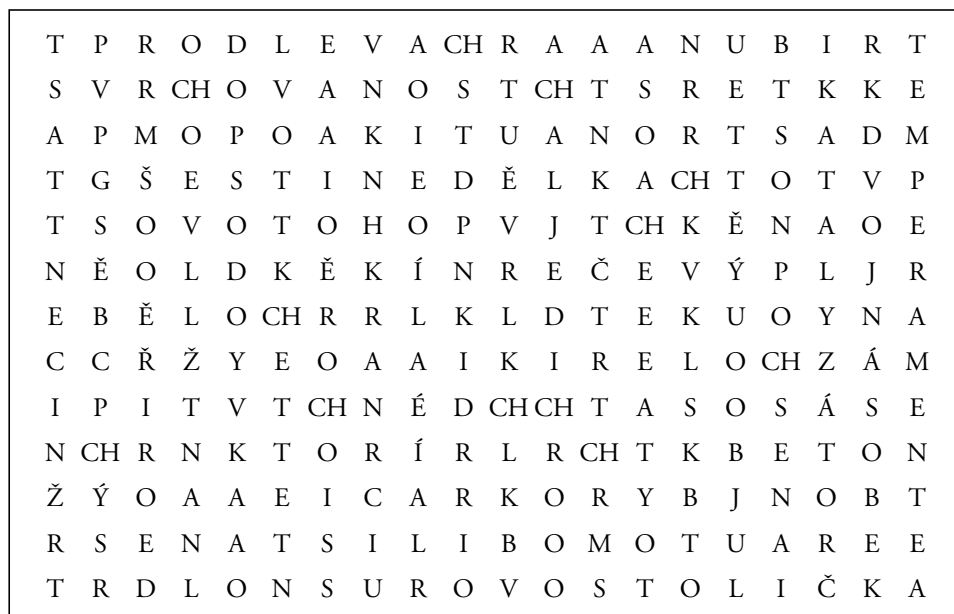 T P R O D L E V A CH R A A A N U B I R T
S V R CH O V A N O S T CH T S R E T K K E
A P M O P O A K I T U A N O R T S A D M
T G Š E S T I N E D Ě L K A CH T O T V P
T S O V O T O H O P V J T CH K Ě N A O E
N Ě O L D K Ě K Í N R E Č E V Ý P L J R
E B Ě L O CH R R L K L D T E K U O Y N A
C C Ř Ž Y E O A A I K I R E L O CH Z Á M
I P I T V T CH N É D CH CH T A S O S Á S E
N CH R N K T O R Í R L R CH T K B E T O N
Ž Ý O A A E I C A R K O R Y B J N O B T
R S E N A T S I L I B O M O T U A R E E
T R D L O N S U R O V O S T O L I Č K A